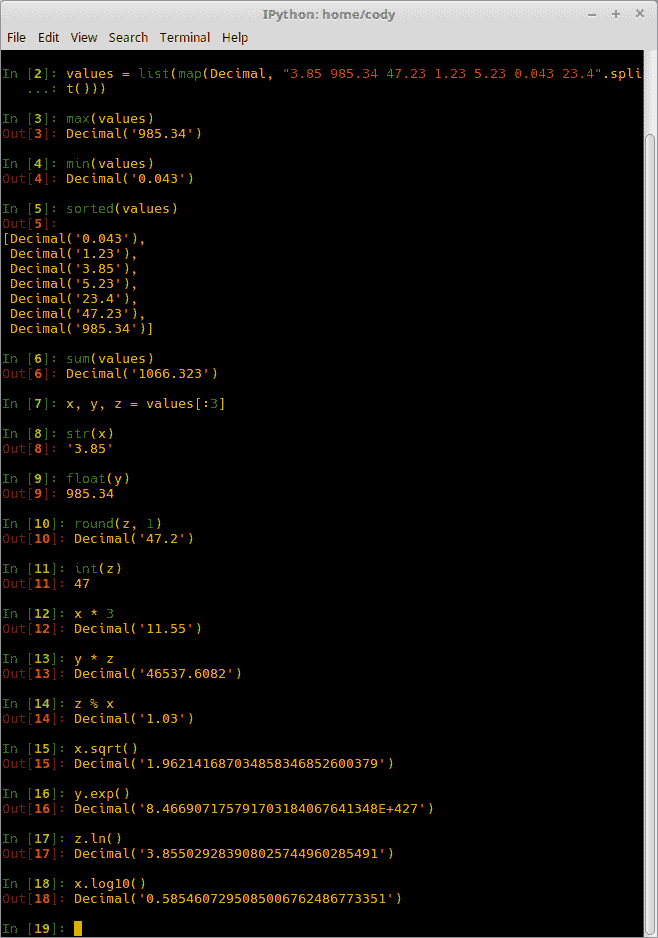 IPython: home/cody
File Edit View Search Terminal Help
In [2]: values = list(map(Decimal, "3.85 985.34 47.23 1.23 5.23 0.043 23.4".spli
   ...: t()))
In [3]: max(values)
Out[3]: Decimal('985.34')
In [4]: min(values)
Out[4]: Decimal('0.043')
In [5]: sorted(values)
Out[5]:
[Decimal('0.043'),
 Decimal('1.23'),
 Decimal('3.85'),
 Decimal('5.23'),
 Decimal('23.4'),
 Decimal('47.23'),
 Decimal('985.34')]
In [6]: sum(values)
Out[6]: Decimal('1066.323')
In [7]: x, y, z = values[:3]
In [8]: str(x)
Out[8]: '3.85'
In [9]: float(y)
Out[9]: 985.34
In [10]: round(z, 1)
Out[10]: Decimal('47.2')
In [11]: int(z)
Out[11]: 47
In [12]: x * 3
Out[12]: Decimal('11.55')
In [13]: y * z
Out[13]: Decimal('46537.6082')
In [14]: z % x
Out[14]: Decimal('1.03')
In [15]: x.sqrt()
Out[15]: Decimal('1.962141687034858346852600379')
In [16]: y.exp()
Out[16]: Decimal('8.466907175791703184067641348E+427')
In [17]: z.ln()
Out[17]: Decimal('3.855029283908025744960285491')
In [18]: x.log10()
Out[18]: Decimal('0.5854607295085006762486773351')
In [19]: